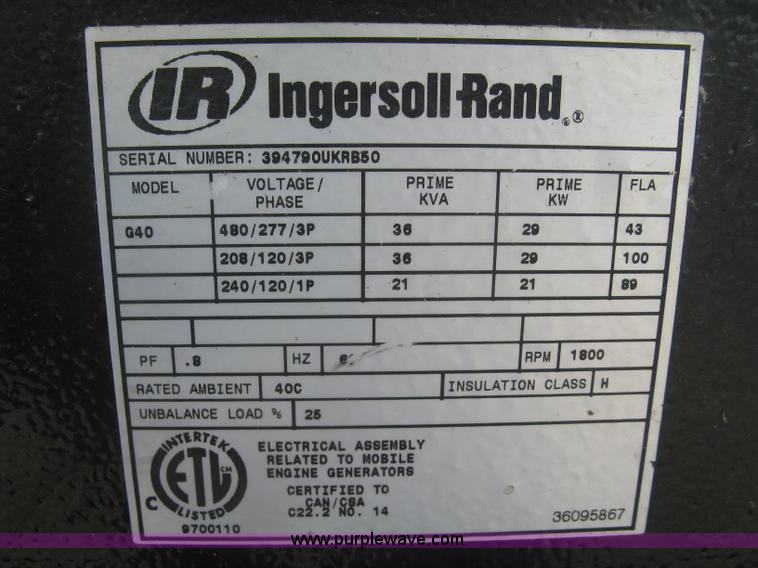 IR Ingersoll-Rand®
SERIAL NUMBER: 394790UKRB50
MODEL VOLTAGE/ PHASE PRIME KVA PRIME KW FLA
G40 480/277/3P 36 29 43
208/120/3P 36 29 100
240/120/1P 21 21 89
PF .8 HZ RPM 1800
RATED AMBIENT 40C INSULATION CLASS H
UNBALANCE LOAD % 25
INTERTEK
C ETL CM
LISTED
9700110
ELECTRICAL ASSEMBLY
RELATED TO MOBILE
ENGINE GENERATORS
CERTIFIED TO
CAN/CSA
C22.2 NO. 14
36095867
www.purplewave.com